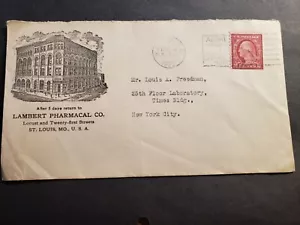 After 5 days return to
LAMBERT PHARMACAL CO.
Locust and Twenty-first Streets
ST. LOUIS, MO., U. S. A.
Mr. Louis A. Freedman,
25th Floor Laboratory,
Times Bldg.,
New York City.